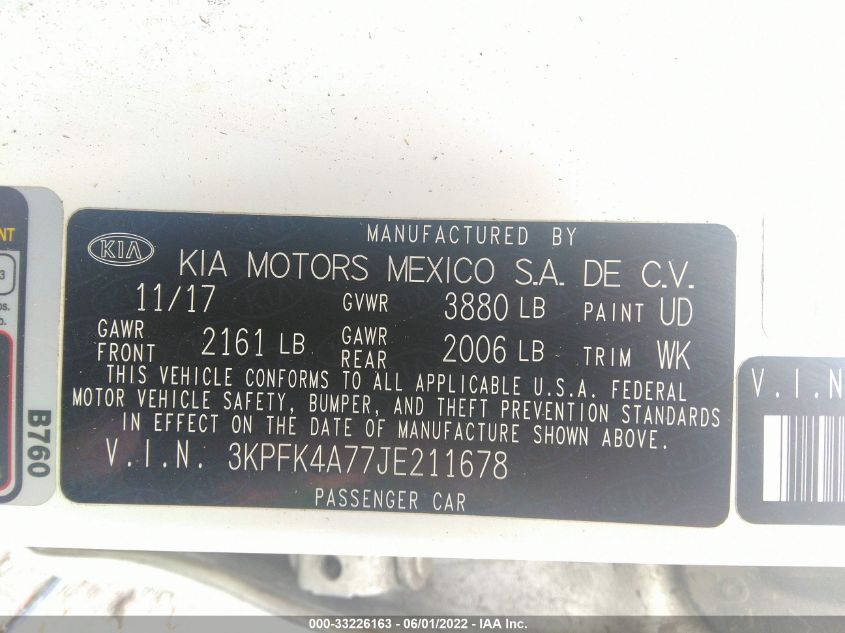 MANUFACTURED BY
KIA
KIA MOTORS MEXICO S.A. DE C.V.
11/17 GVWR 3880 LB PAINT UD
GAWR FRONT 2161 LB GAWR REAR 2006 LB TRIM WK
THIS VEHICLE CONFORMS TO ALL APPLICABLE U.S.A. FEDERAL
MOTOR VEHICLE SAFETY, BUMPER, AND THEFT PREVENTION STANDARDS
IN EFFECT ON THE DATE OF MANUFACTURE SHOWN ABOVE.
V.I.N. 3KPFK4A77JE211678
PASSENGER CAR
NT
3
bs.
b.
B760
V.I.N
000-33226163 - 06/01/2022 - IAA Inc.